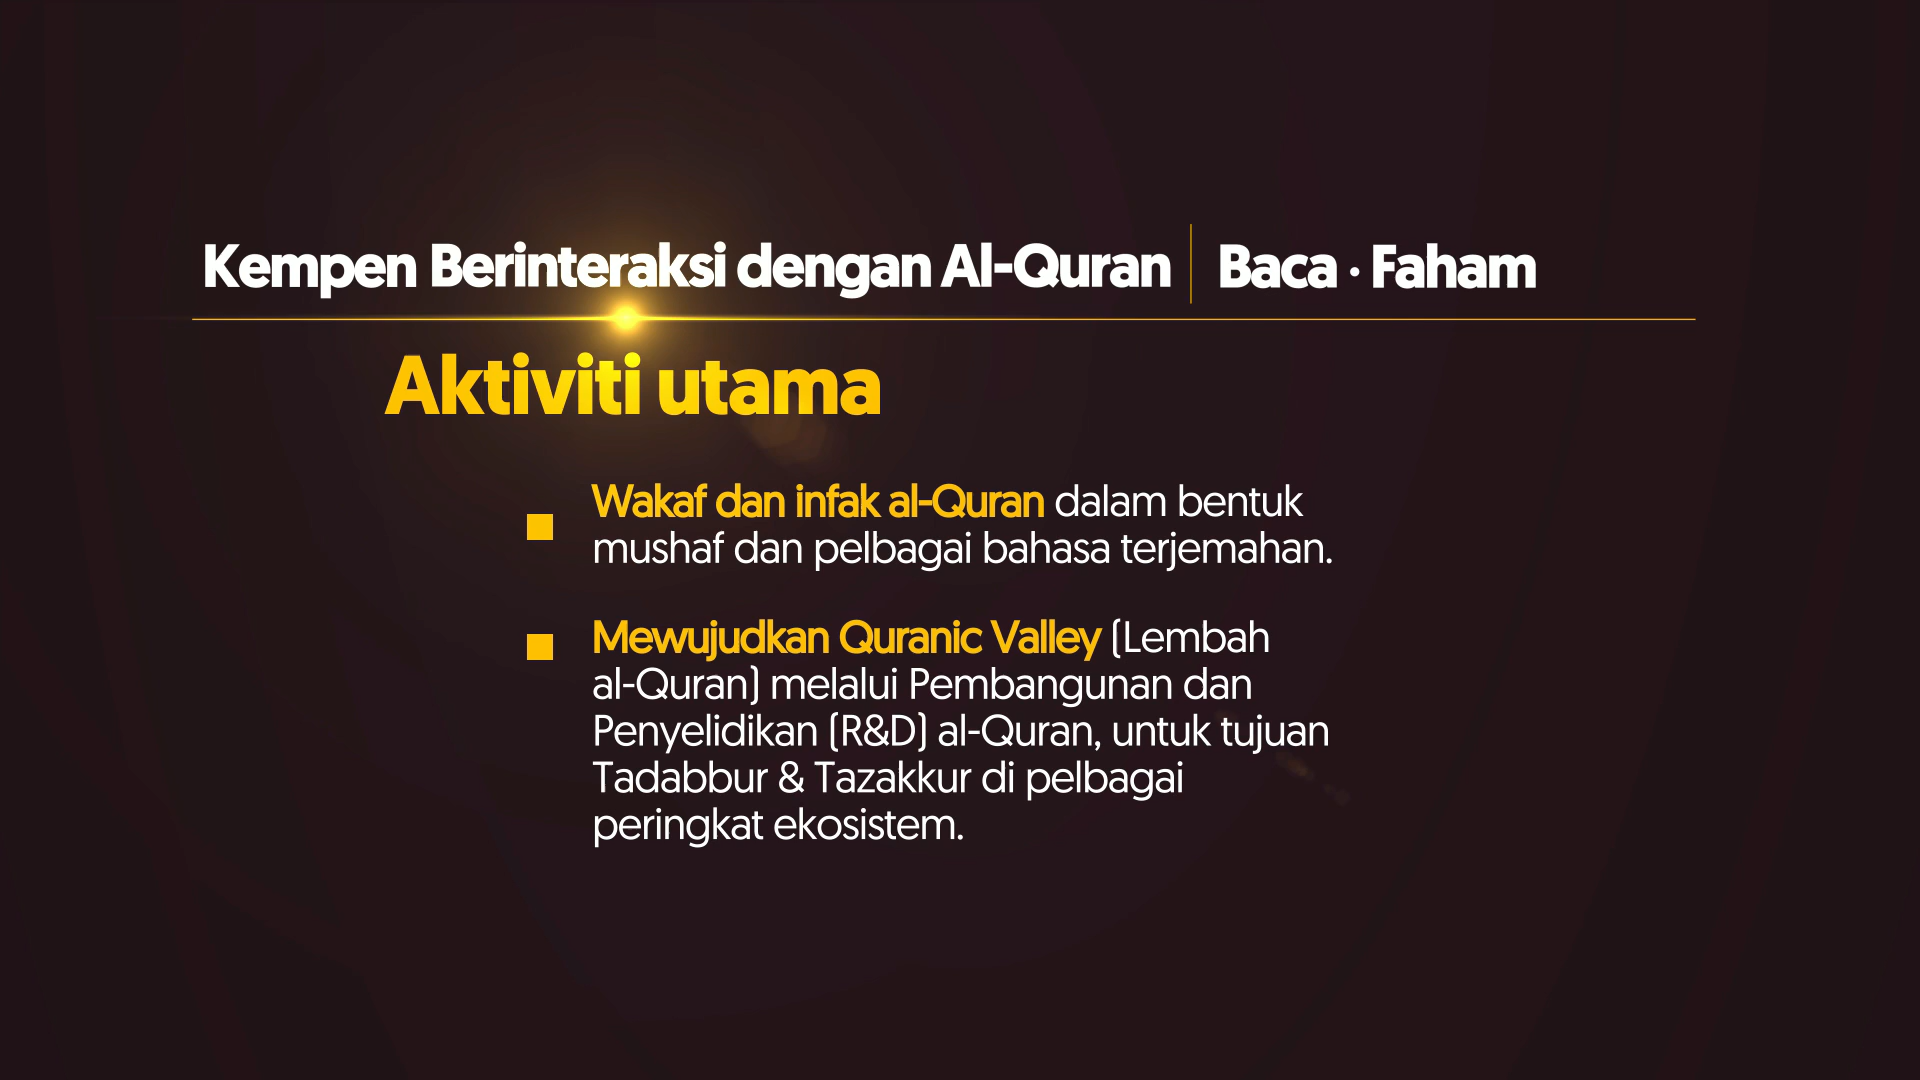 Kempen Berinteraksi dengan Al-Quran | Baca · Faham
Aktiviti utama
Wakaf dan infak al-Quran dalam bentuk
mushaf dan pelbagai bahasa terjemahan.
Mewujudkan Quranic Valley (Lembah
al-Quran) melalui Pembangunan dan
Penyelidikan (R&D) al-Quran, untuk tujuan
Tadabbur & Tazakkur di pelbagai
peringkat ekosistem.